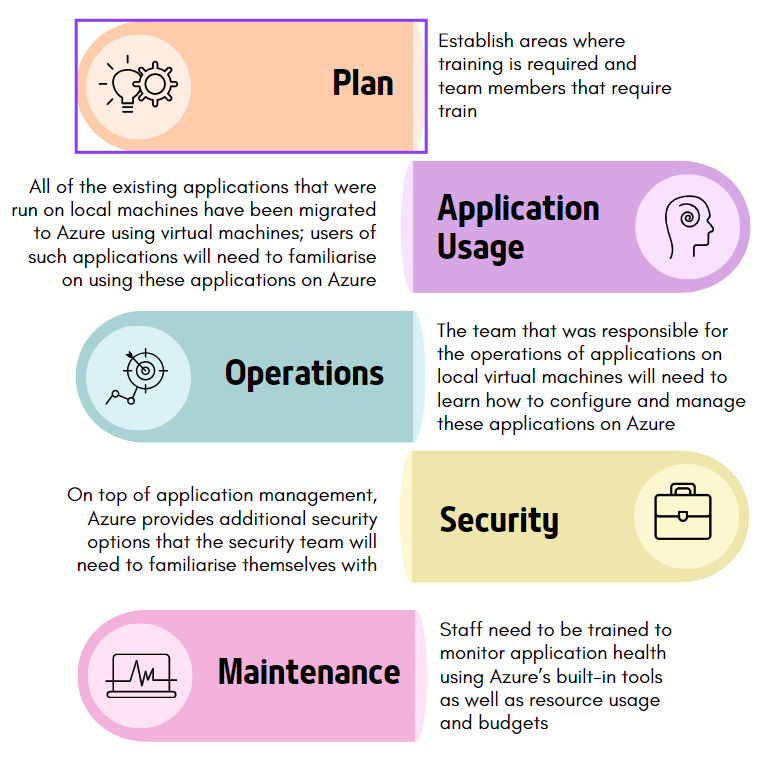 Plan
Establish areas where
training is required and
team members that require
train
All of the existing applications that were
run on local machines have been migrated
to Azure using virtual machines; users of
such applications will need to familiarise
on using these applications on Azure
Application
Usage
Operations
The team that was responsible for
the operations of applications on
local virtual machines will need to
learn how to configure and manage
these applications on Azure
On top of application management,
Azure provides additional security
options that the security team will
need to familiarise themselves with
Security
Maintenance
Staff need to be trained to
monitor application health
using Azure’s built-in tools
as well as resource usage
and budgets